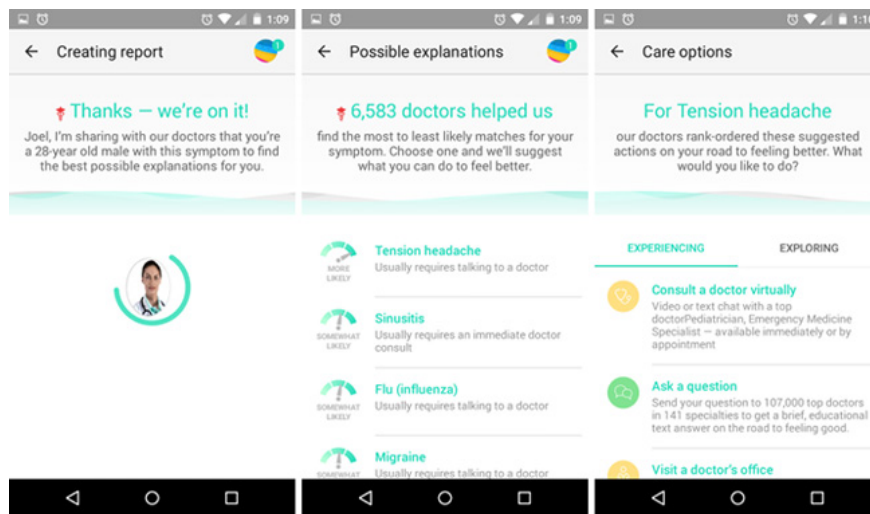 1:09
Creating report
1
Thanks — we're on it!
Joel, I'm sharing with our doctors that you're
a 28-year old male with this symptom to find
the best possible explanations for you.
1:09
Possible explanations
1
6,583 doctors helped us
find the most to least likely matches for your
symptom. Choose one and we'll suggest
what you can do to feel better.
MORE
LIKELY
Tension headache
Usually requires talking to a doctor
SOMEWHAT
LIKELY
Sinusitis
Usually requires an immediate doctor
consult
SOMEWHAT
LIKELY
Flu (influenza)
Usually requires talking to a doctor
SOMEWHAT
Migraine
Usually requires talking to a doctor
Care options
For Tension headache
our doctors rank-ordered these suggested
actions on your road to feeling better. What
would you like to do?
EXPERIENCING
EXPLORING
Consult a doctor virtually
Video or text chat with a top
doctorPediatrician, Emergency Medicine
Specialist — available immediately or by
appointment
Ask a question
Send your question to 107,000 top doctors
in 141 specialties to get a brief, educational
text answer on the road to feeling good.
Visit a doctor's office